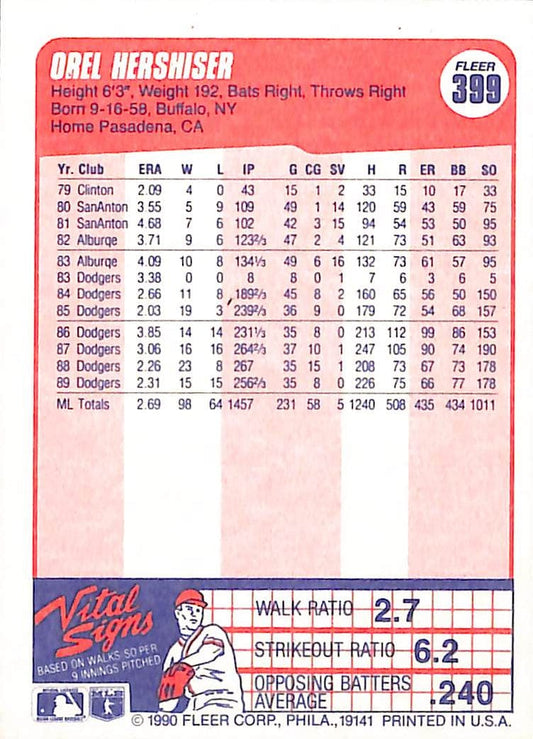 OREL HERSHISER
FLEER
399
Height 6'3", Weight 192, Bats Right, Throws Right
Born 9-16-58, Buffalo, NY
Home Pasadena, CA
Yr. Club ERA W L IP G CG SV H R ER BB SO
79 Clinton 2.09 4 0 43 15 1 2 33 15 10 17 33
80 SanAnton 3.55 5 9 109 49 1 14 120 59 43 59 75
81 SanAnton 4.68 7 6 102 42 3 15 94 54 53 50 95
82 Alburqe 3.71 9 6 123⅔ 47 2 4 121 73 51 63 93
83 Alburqe 4.09 10 8 134⅓ 49 6 16 132 73 61 57 95
83 Dodgers 3.38 0 0 8 8 0 1 7 6 3 6 5
84 Dodgers 2.66 11 8 189⅔ 45 8 2 160 65 56 50 150
85 Dodgers 2.03 19 3 239⅔ 36 9 0 179 72 54 68 157
86 Dodgers 3.85 14 14 231⅓ 35 8 0 213 112 99 86 153
87 Dodgers 3.06 16 16 264⅔ 37 10 1 247 105 90 74 190
88 Dodgers 2.26 23 8 267 35 15 1 208 73 67 73 178
89 Dodgers 2.31 15 15 256⅔ 35 8 0 226 75 66 77 178
ML Totals 2.69 98 64 1457 231 58 5 1240 508 435 434 1011
Vital
Signs
BASED ON WALKS-SO PER
9 INNINGS PITCHED
WALK RATIO 2.7
STRIKEOUT RATIO 6.2
OPPOSING BATTERS
AVERAGE .240
© 1990 FLEER CORP., PHILA., 19141 PRINTED IN U.S.A.